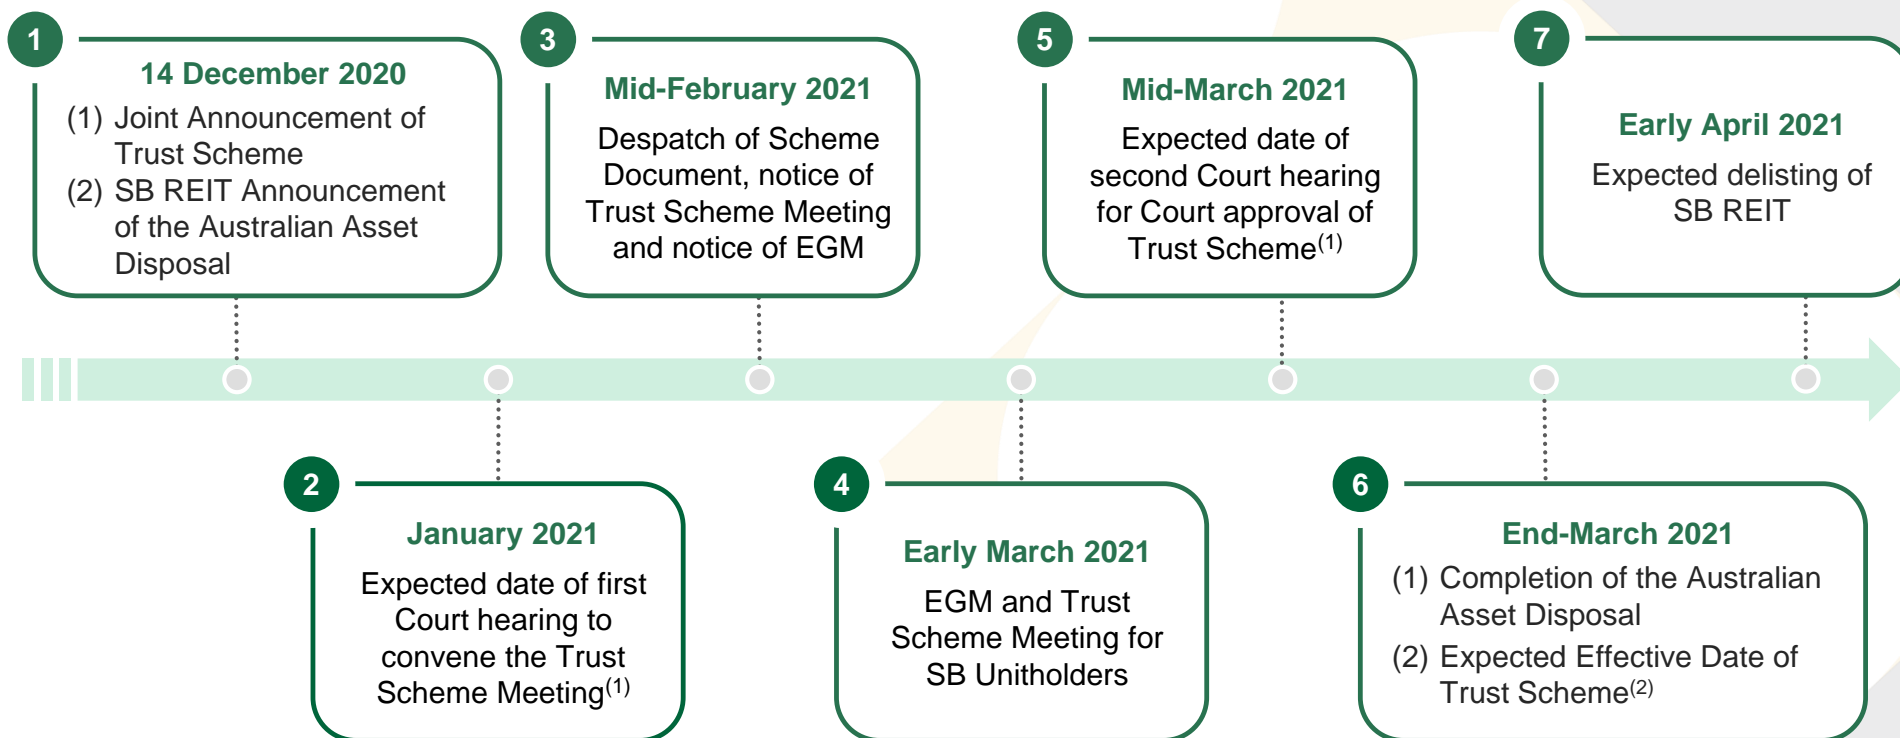 1
14 December 2020
(1) Joint Announcement of
Trust Scheme
(2) SB REIT Announcement
of the Australian Asset
Disposal
2
January 2021
Expected date of first
Court hearing to
convene the Trust
Scheme Meeting(1)
3
Mid-February 2021
Despatch of Scheme
Document, notice of
Trust Scheme Meeting
and notice of EGM
4
Early March 2021
EGM and Trust
Scheme Meeting for
SB Unitholders
5
Mid-March 2021
Expected date of
second Court hearing
for Court approval of
Trust Scheme(1)
6
End-March 2021
(1) Completion of the Australian
Asset Disposal
(2) Expected Effective Date of
Trust Scheme(2)
7
Early April 2021
Expected delisting of
SB REIT